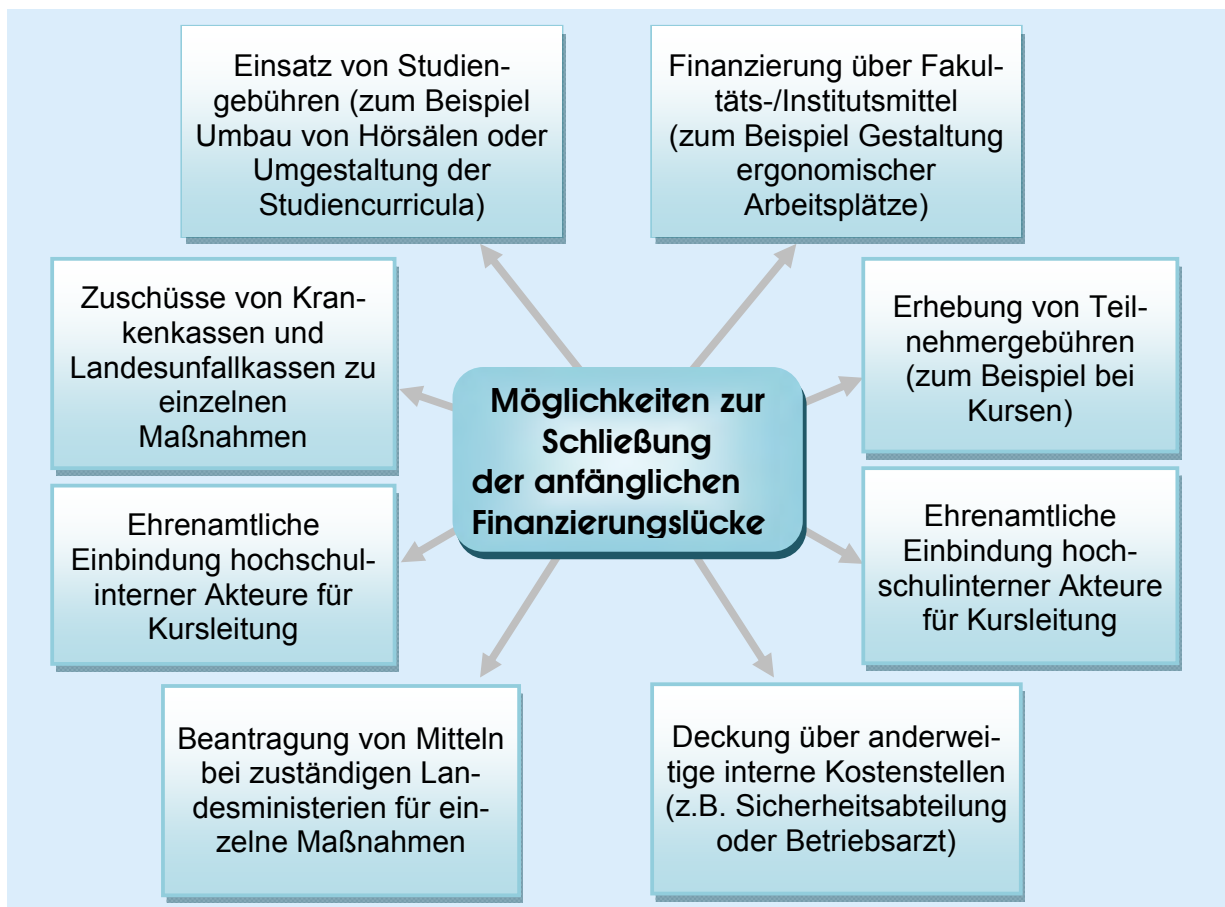 Einsatz von Studien-
gebühren (zum Beispiel
Umbau von Hörsälen oder
Umgestaltung der
Studiencurricula)
Finanzierung über Fakul-
täts-/Institutsmittel
(zum Beispiel Gestaltung
ergonomischer
Arbeitsplätze)
Zuschüsse von Kran-
kenkassen und
Landesunfallkassen zu
einzelnen
Maßnahmen
Erhebung von Teil-
nehmergebühren
(zum Beispiel bei
Kursen)
Möglichkeiten zur
Schließung
der anfänglichen
Finanzierungslücke
Ehrenamtliche
Einbindung hochschul-
interner Akteure für
Kursleitung
Ehrenamtliche
Einbindung hoch-
schulinterner Akteure
für Kursleitung
Beantragung von Mitteln
bei zuständigen Lan-
desministerien für ein-
zelne Maßnahmen
Deckung über anderwei-
tige interne Kostenstellen
(z.B. Sicherheitsabteilung
oder Betriebsarzt)